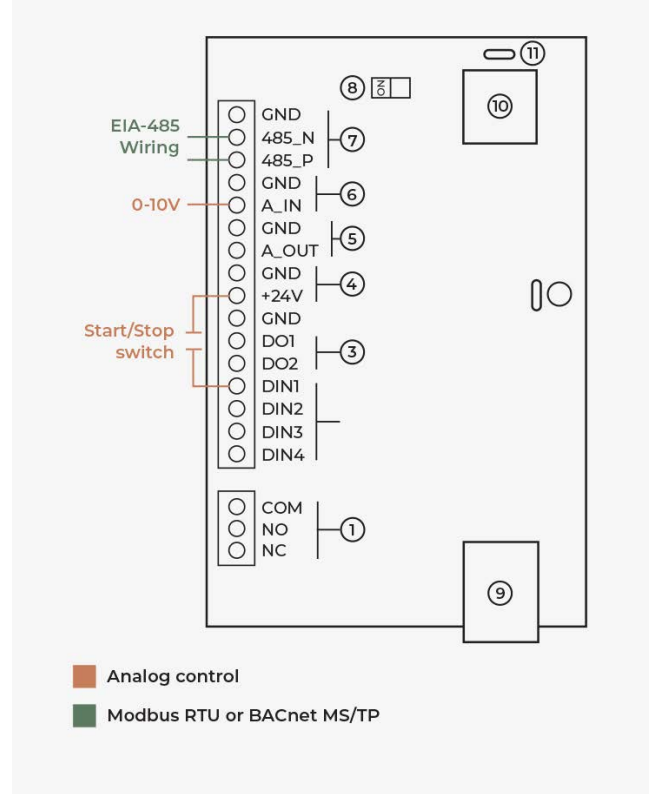 11
8
ON
10
GND
EIA-485
Wiring
485_N
7
485_P
GND
6
0-10V
A_IN
GND
5
A_OUT
GND
4
+24V
GND
Start/Stop
switch
DO1
3
DO2
DIN1
DIN2
DIN3
DIN4
COM
NO
1
NC
9
Analog control
Modbus RTU or BACnet MS/TP